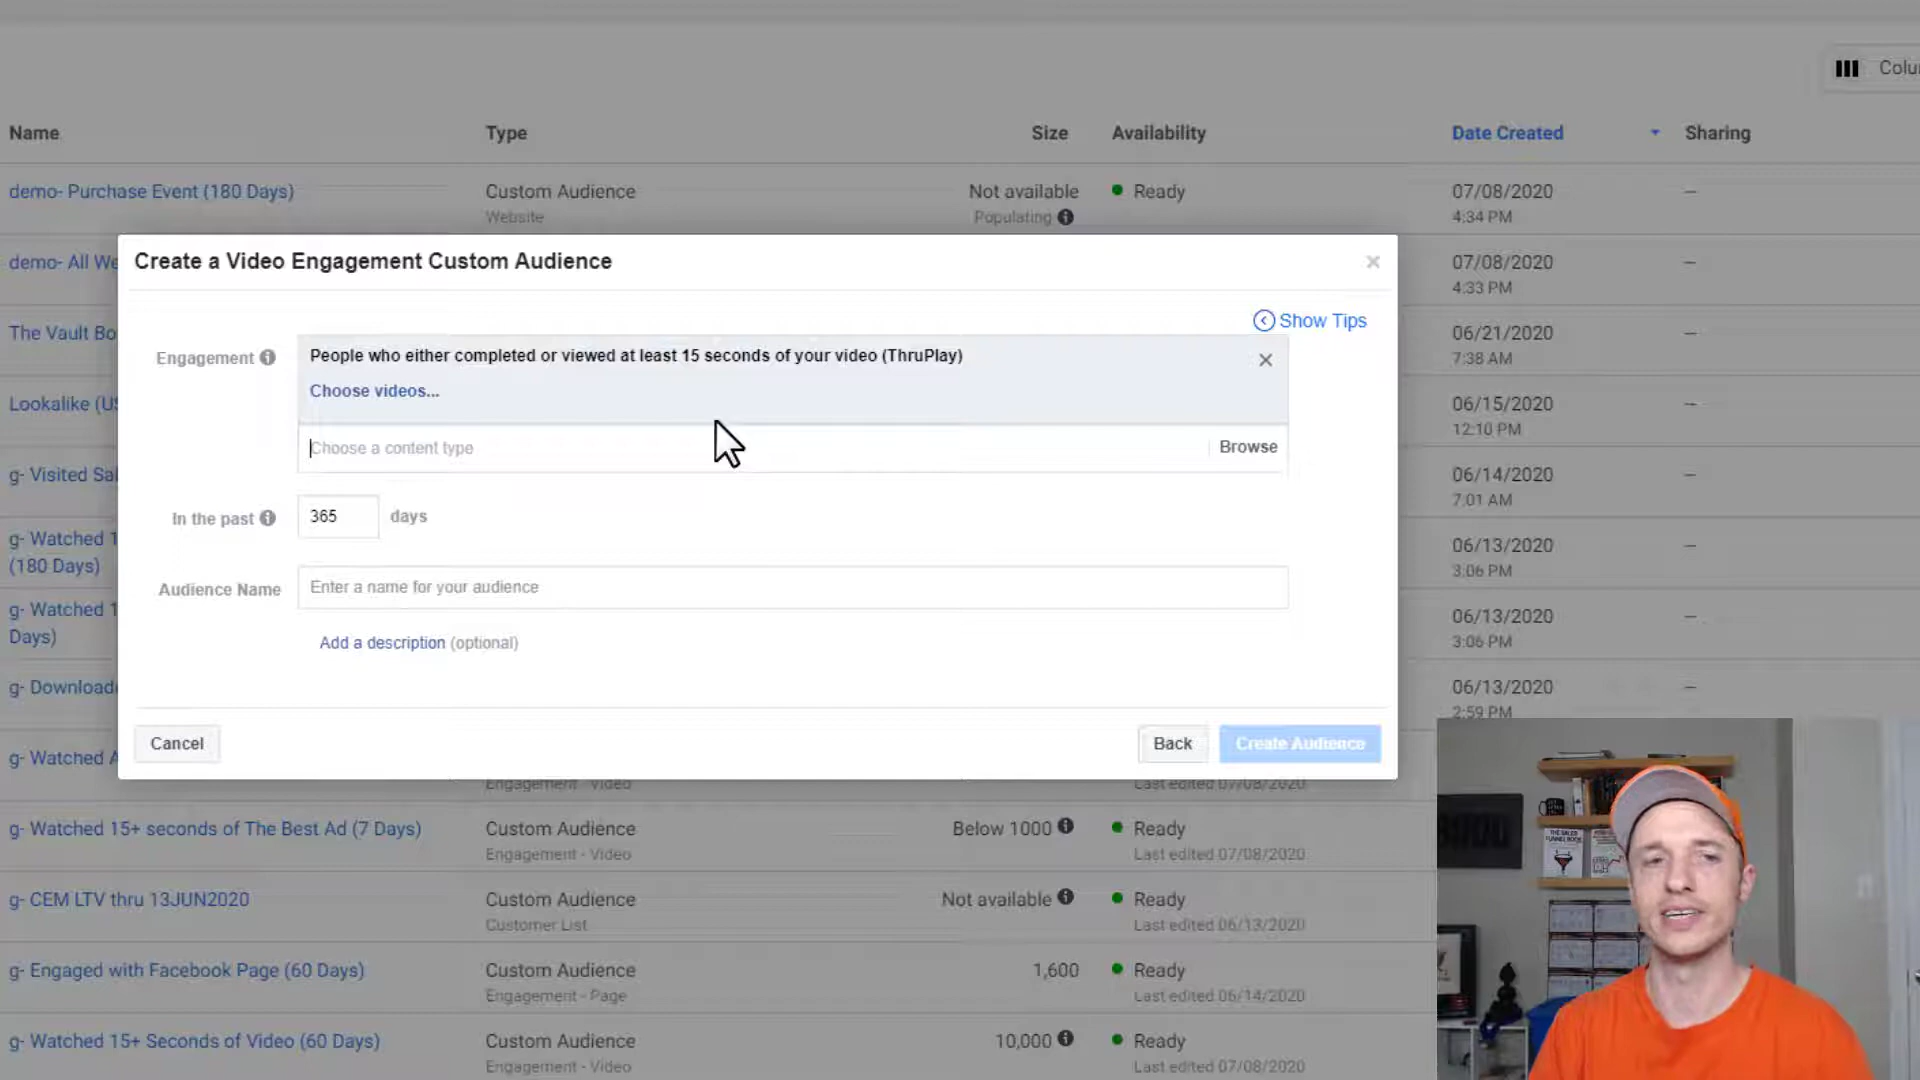 Colu
Name Type Size Availability Date Created Sharing
demo- Purchase Event (180 Days) Custom Audience Not available Ready 07/08/2020 –
Website Populating 4:34 PM
demo- All We 07/08/2020 –
4:33 PM
The Vault Bo 06/21/2020 –
7:38 AM
Lookalike (US 06/15/2020 –
12:10 PM
g- Visited Sal 06/14/2020 –
7:01 AM
g- Watched 1 06/13/2020 –
(180 Days) 3:06 PM
g- Watched 1 06/13/2020 –
Days) 3:06 PM
g- Downloade 06/13/2020 –
2:59 PM
g- Watched A
Create a Video Engagement Custom Audience ×
Show Tips
Engagement People who either completed or viewed at least 15 seconds of your video (ThruPlay)
Choose videos...
Choose a content type Browse
In the past 365 days
Audience Name Enter a name for your audience
Add a description (optional)
Cancel Back Create Audience
Engagement - Video Last edited 07/08/2020
g- Watched 15+ seconds of The Best Ad (7 Days) Custom Audience Below 1000 Ready
Engagement - Video Last edited 07/08/2020
g- CEM LTV thru 13JUN2020 Custom Audience Not available Ready
Customer List Last edited 06/13/2020
g- Engaged with Facebook Page (60 Days) Custom Audience 1,600 Ready
Engagement - Page Last edited 06/14/2020
g- Watched 15+ Seconds of Video (60 Days) Custom Audience 10,000 Ready
Engagement - Video Last edited 07/08/2020